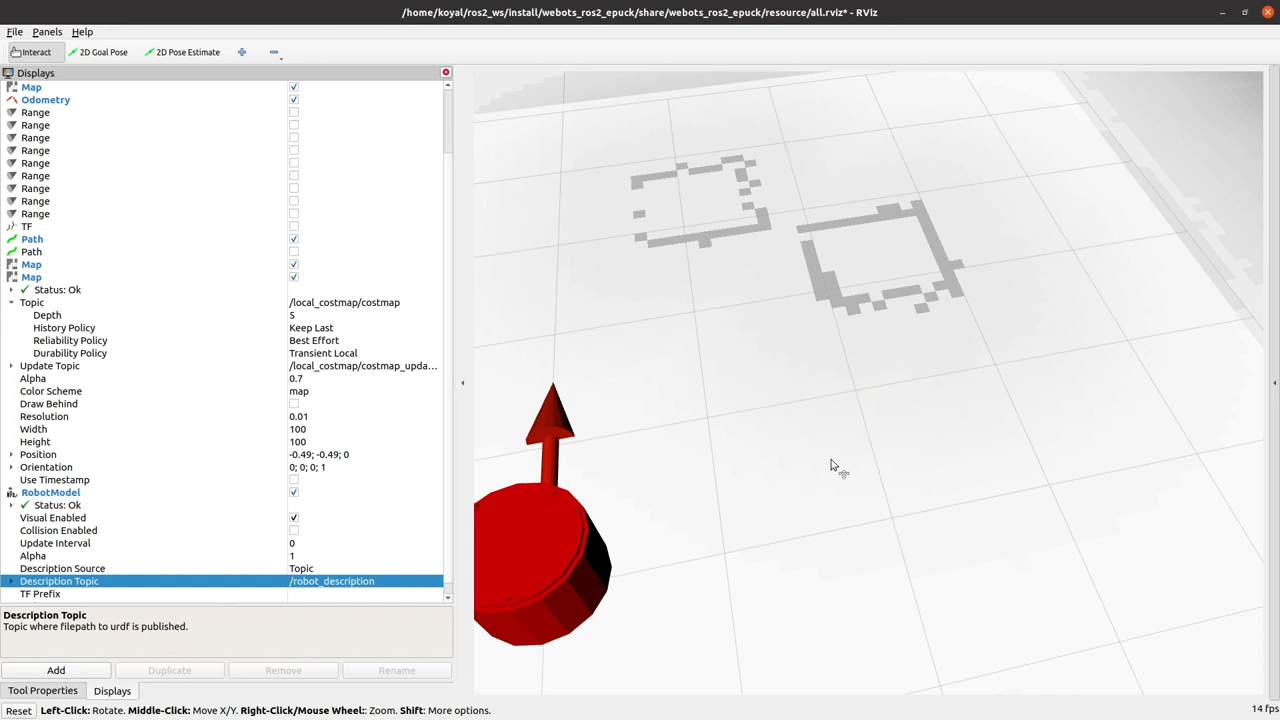 /home/koyal/ros2_ws/install/webots_ros2_epuck/share/webots_ros2_epuck/resource/all.rviz* - RViz
File Panels Help
Interact 2D Goal Pose 2D Pose Estimate
Displays
Map
Odometry
Range
Range
Range
Range
Range
Range
Range
Range
Range
TF
Path
Path
Map
Map
Status: Ok
Topic /local_costmap/costmap
Depth 5
History Policy Keep Last
Reliability Policy Best Effort
Durability Policy Transient Local
Update Topic /local_costmap/costmap_upda...
Alpha 0.7
Color Scheme map
Draw Behind
Resolution 0.01
Width 100
Height 100
Position -0.49; -0.49; 0
Orientation 0; 0; 0; 1
Use Timestamp
RobotModel
Status: Ok
Visual Enabled
Collision Enabled
Update Interval 0
Alpha 1
Description Source Topic
Description Topic /robot_description
TF Prefix
Description Topic
Topic where filepath to urdf is published.
Add Duplicate Remove Rename
Tool Properties Displays
Reset Left-Click: Rotate. Middle-Click: Move X/Y. Right-Click/Mouse Wheel:: Zoom. Shift: More options. 14 fps